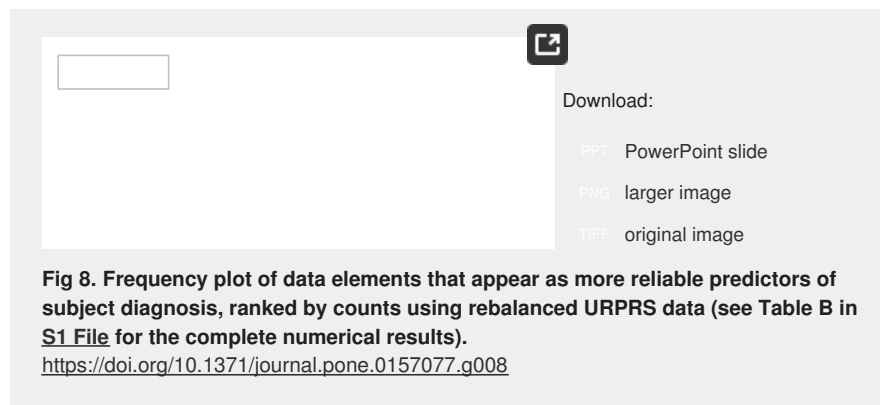 Download:
PPT PowerPoint slide
PNG larger image
TIFF original image
Fig 8. Frequency plot of data elements that appear as more reliable predictors of
subject diagnosis, ranked by counts using rebalanced URPRS data (see Table B in
S1 File for the complete numerical results).
https://doi.org/10.1371/journal.pone.0157077.g008